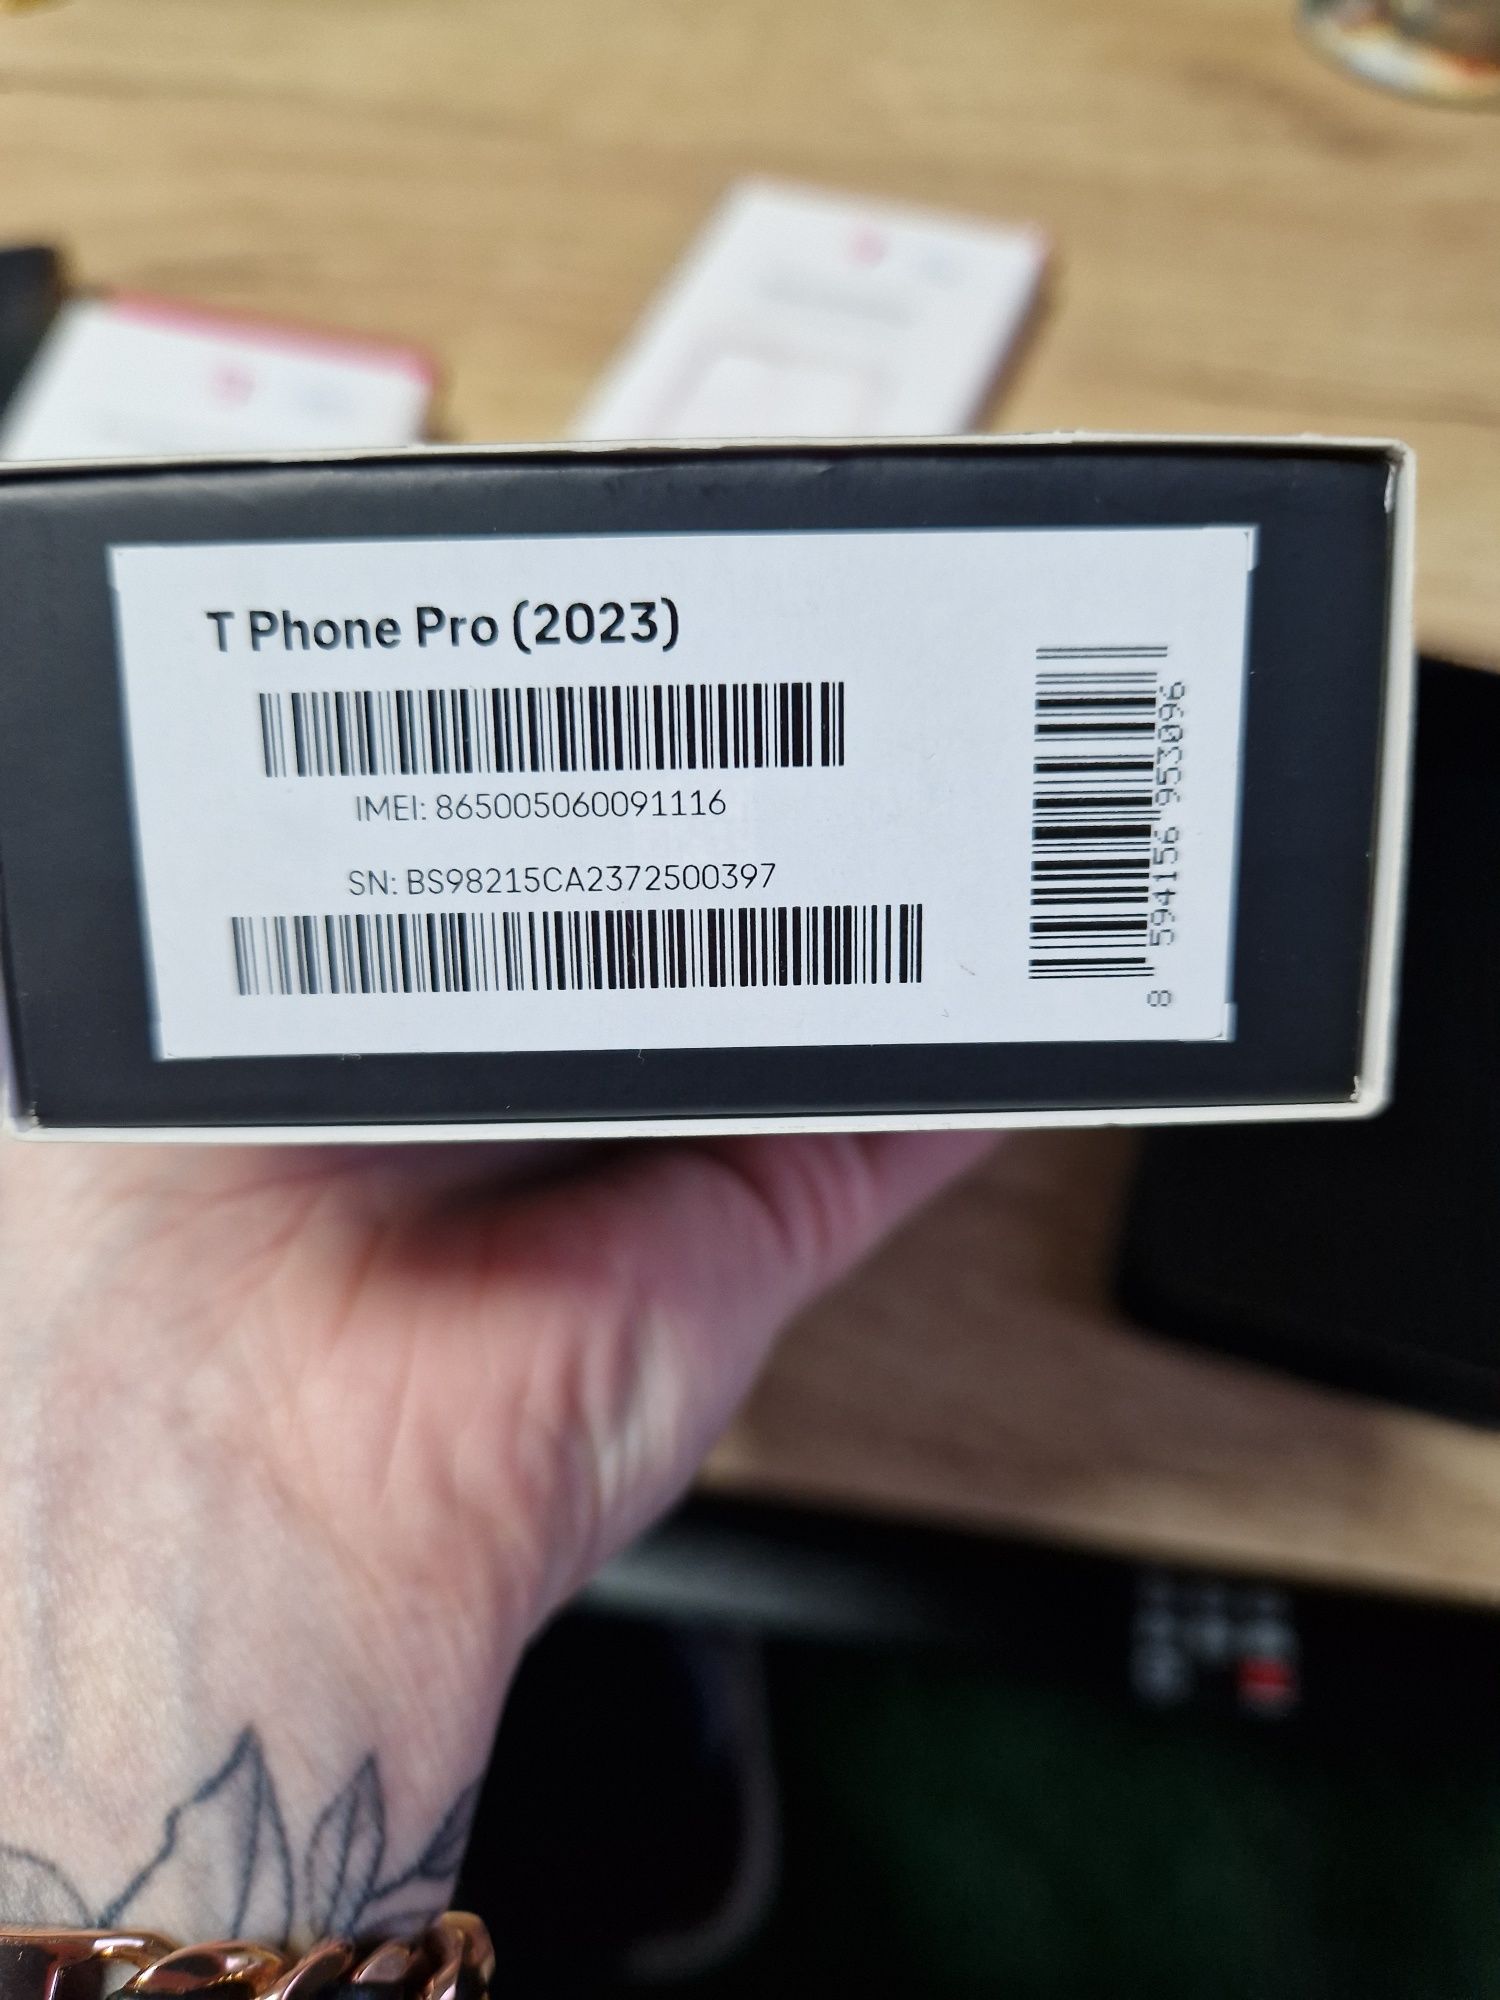 T Phone Pro (2023)
IMEI: 865005060091116
SN: BS98215CA2372500397
8 594156 953096